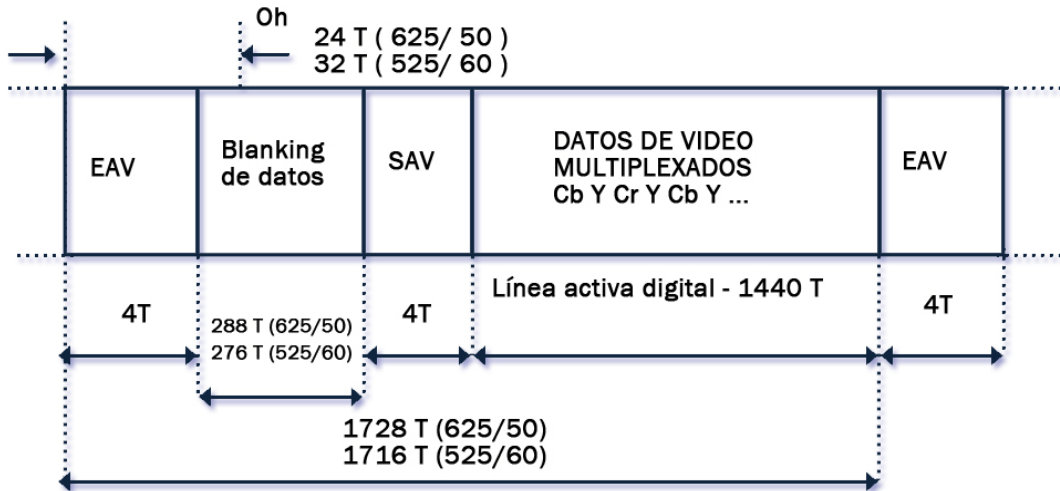 Oh
24 T ( 625/ 50 )
32 T ( 525/ 60 )
EAV
Blanking
de datos
SAV
DATOS DE VIDEO
MULTIPLEXADOS
Cb Y Cr Y Cb Y ...
EAV
4T
288 T (625/50)
276 T (525/60)
4T
Línea activa digital - 1440 T
4T
1728 T (625/50)
1716 T (525/60)